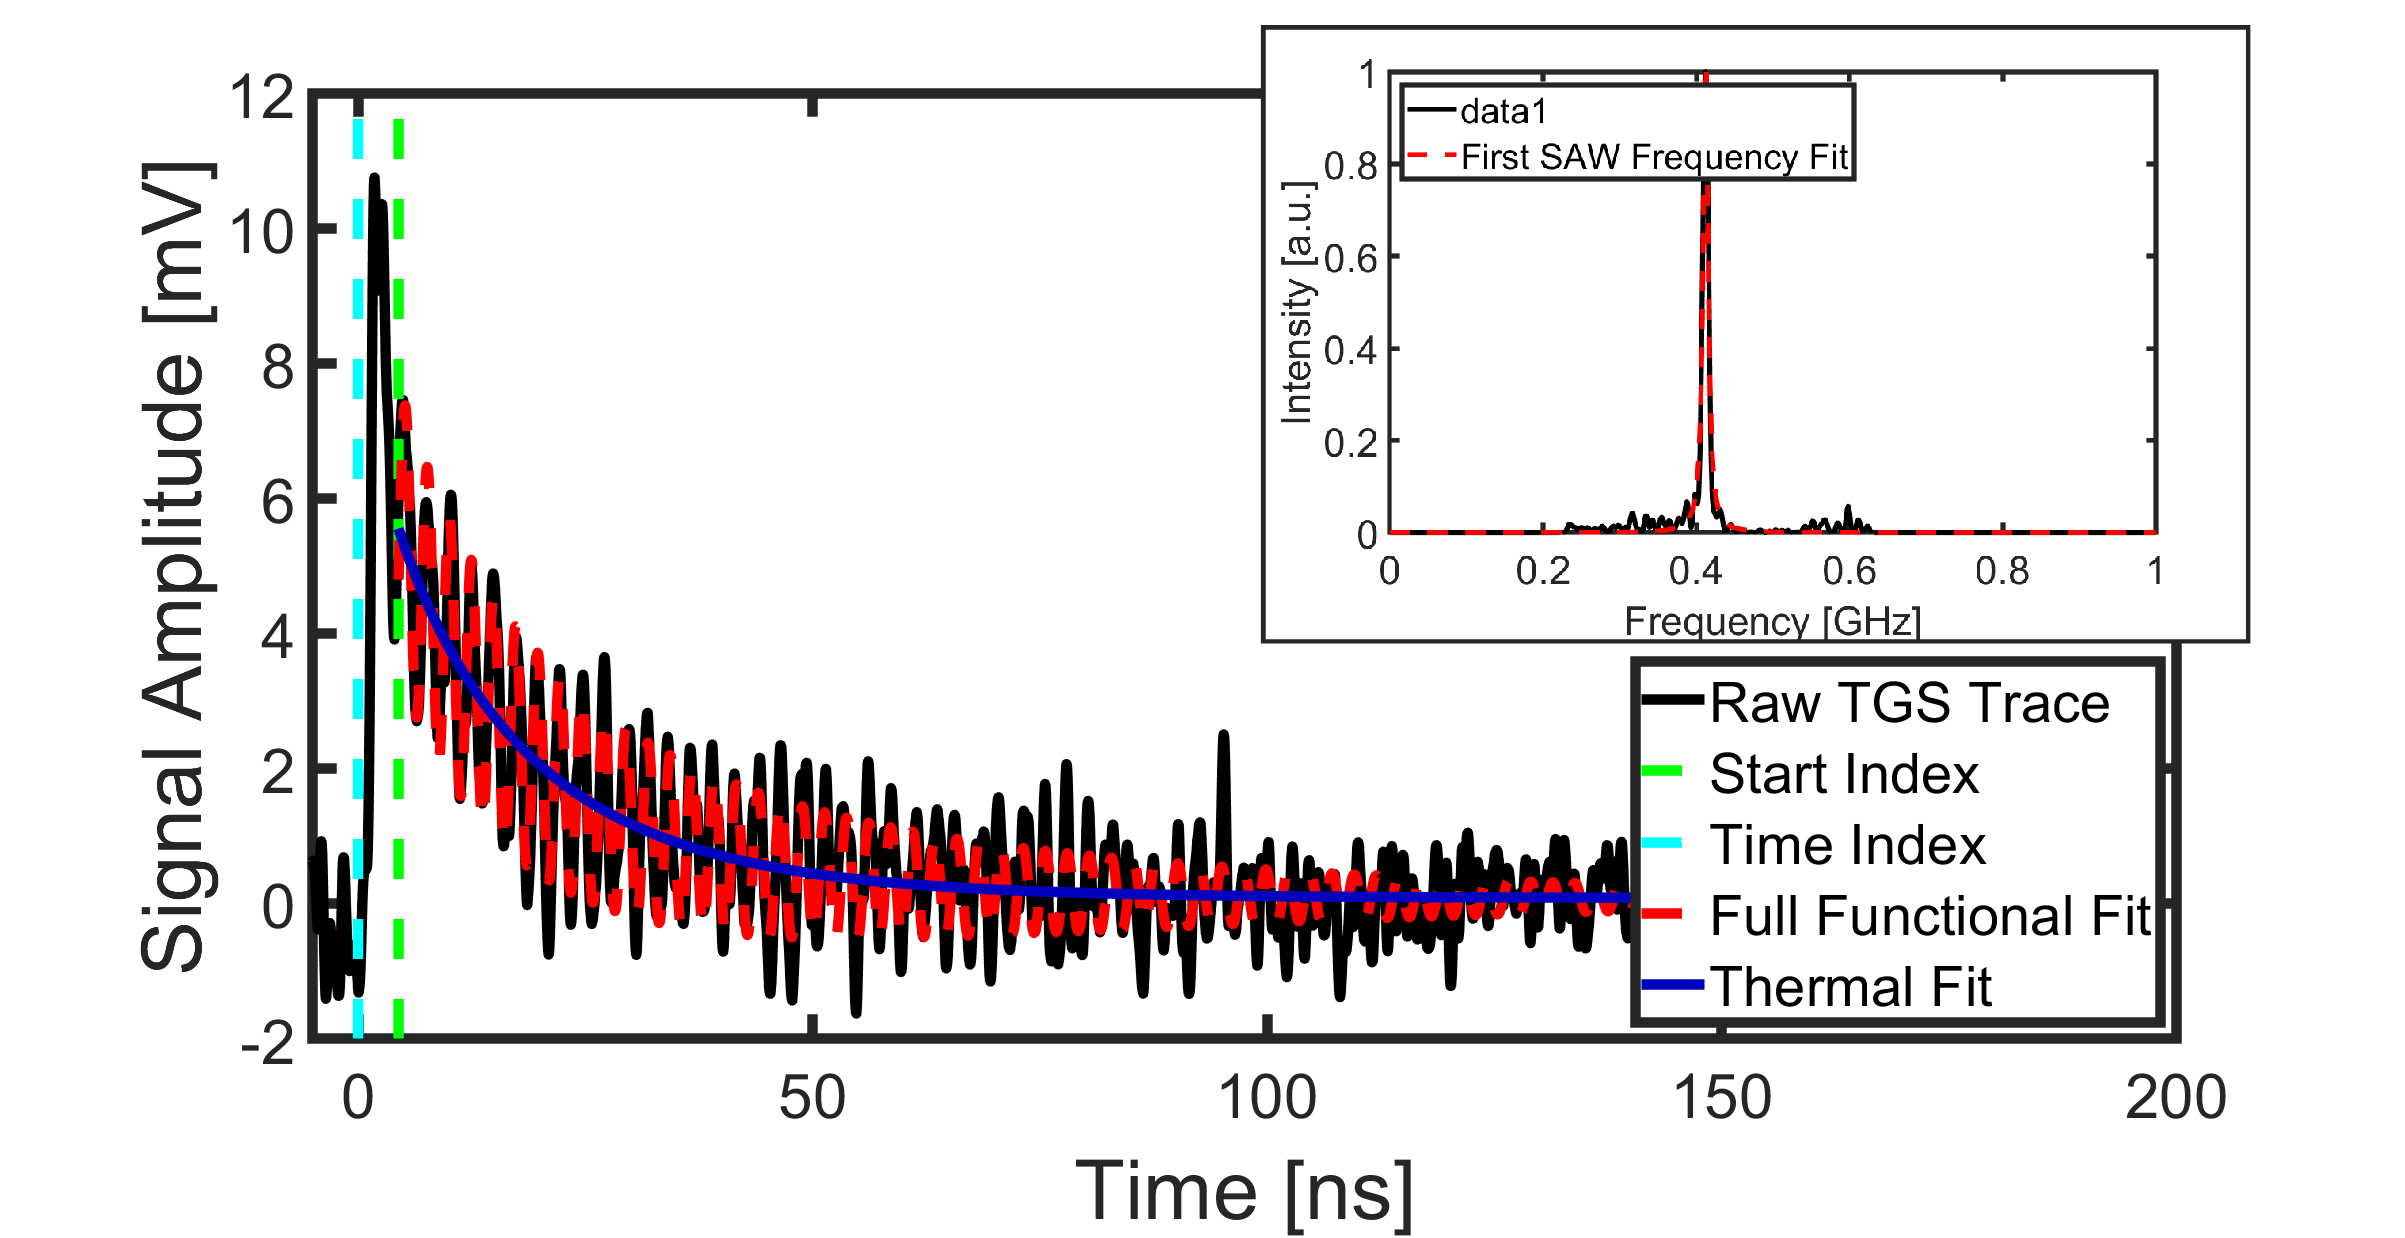 12
10
8
6
4
2
0
-2
Signal Amplitude [mV]
0
50
100
150
200
Time [ns]
1
0.8
0.6
0.4
0.2
0
Intensity [a.u.]
data1
First SAW Frequency Fit
0
0.2
0.4
0.6
0.8
1
Frequency [GHz]
Raw TGS Trace
Start Index
Time Index
Full Functional Fit
Thermal Fit